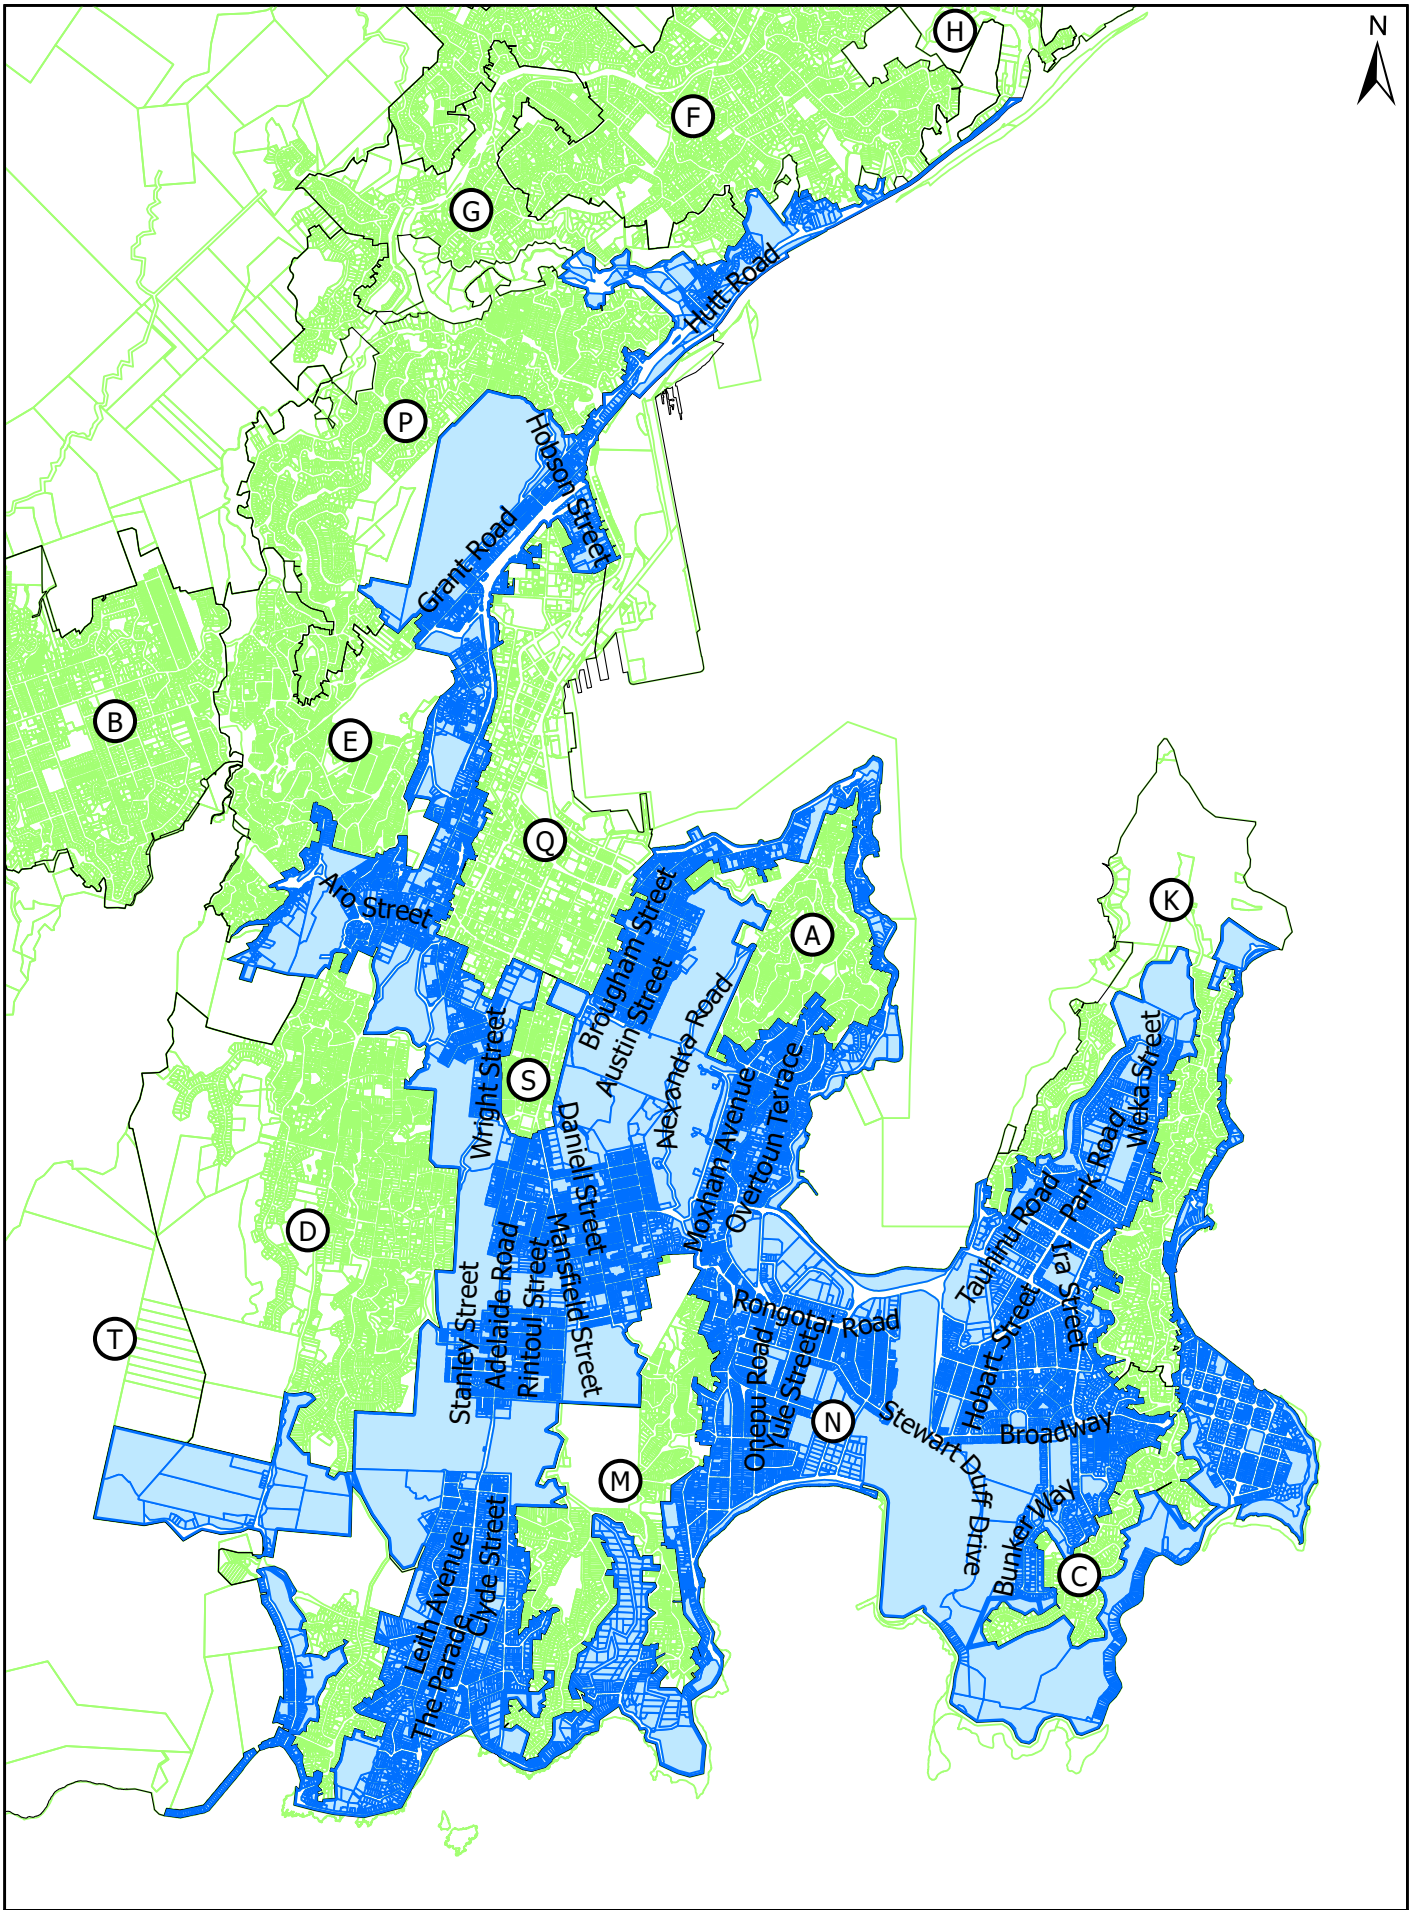 H
N
F
G
Hutt Road
P
Hobson Street
Grant Road
B
E
Q
Aro Street
Brougham Street
A
K
Austin Street
Alexandra Road
Wright Street
S
Weka Street
Daniell Street
Moxham Avenue
Overtoun Terrace
Park Road
D
Tauhinu Road
Adelaide Road
Rintoul Street
Mansfield Street
Stanley Street
Ira Street
Rongotai Road
Hobart Street
T
Onepu Road
Yule Street
N
Stewart Duff Drive
Broadway
M
Clyde Street
Leith Avenue
Bunker Way
C
The Parade